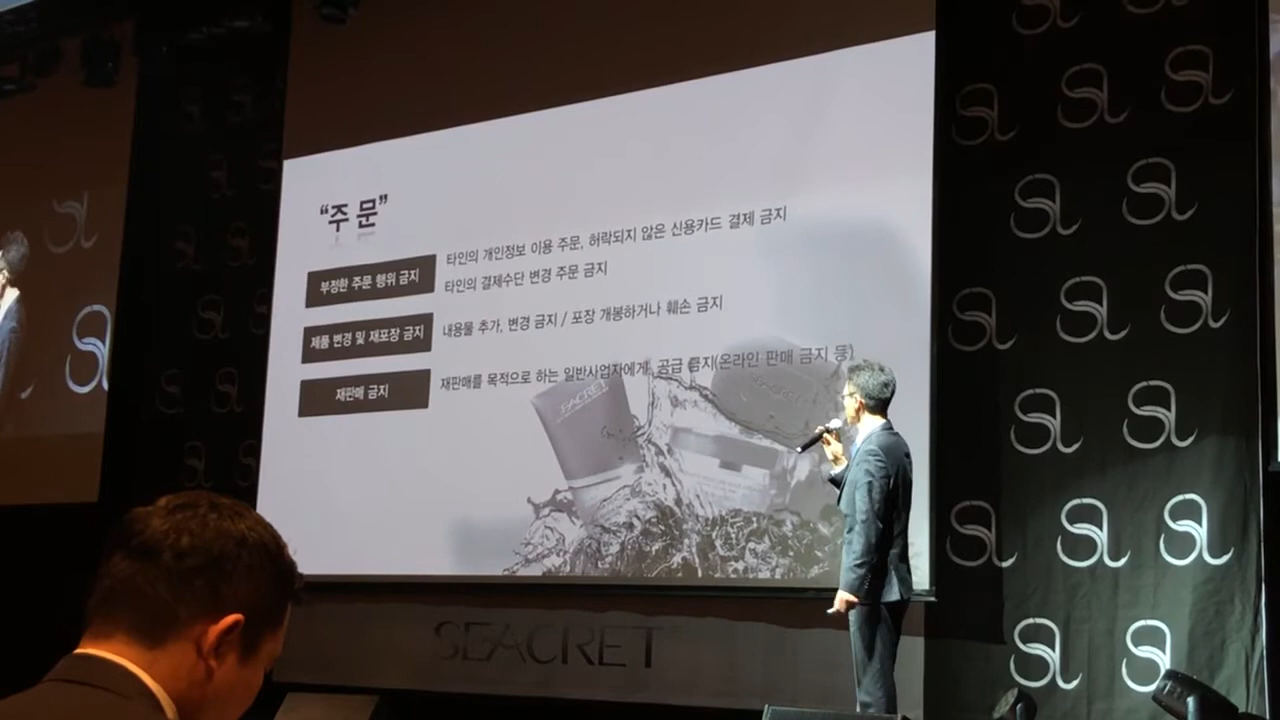 “주 문”
부정한 주문 행위 금지
타인의 개인정보 이용 주문, 허락되지 않은 신용카드 결제 금지
타인의 결제수단 변경 주문 금지
제품 변경 및 재포장 금지
내용물 추가, 변경 금지 / 포장 개봉하거나 훼손 금지
재판매 금지
재판매를 목적으로 하는 일반사업자에게 공급 금지(온라인 판매 금지 등)
SEACRET
SEACRET
SEACRET